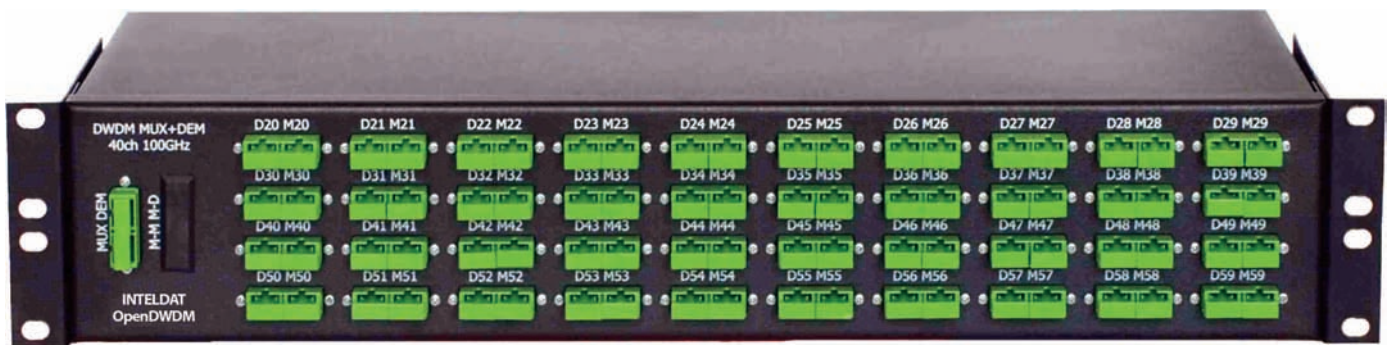 DWDM MUX+DEM
40ch 100GHz
D20 M20 D21 M21 D22 M22 D23 M23 D24 M24 D25 M25 D26 M26 D27 M27 D28 M28 D29 M29
D30 M30 D31 M31 D32 M32 D33 M33 D34 M34 D35 M35 D36 M36 D37 M37 D38 M38 D39 M39
MUX DEM
M-M M-D
D40 M40 D41 M41 D42 M42 D43 M43 D44 M44 D45 M45 D46 M46 D47 M47 D48 M48 D49 M49
D50 M50 D51 M51 D52 M52 D53 M53 D54 M54 D55 M55 D56 M56 D57 M57 D58 M58 D59 M59
INTELDAT
OpenDWDM